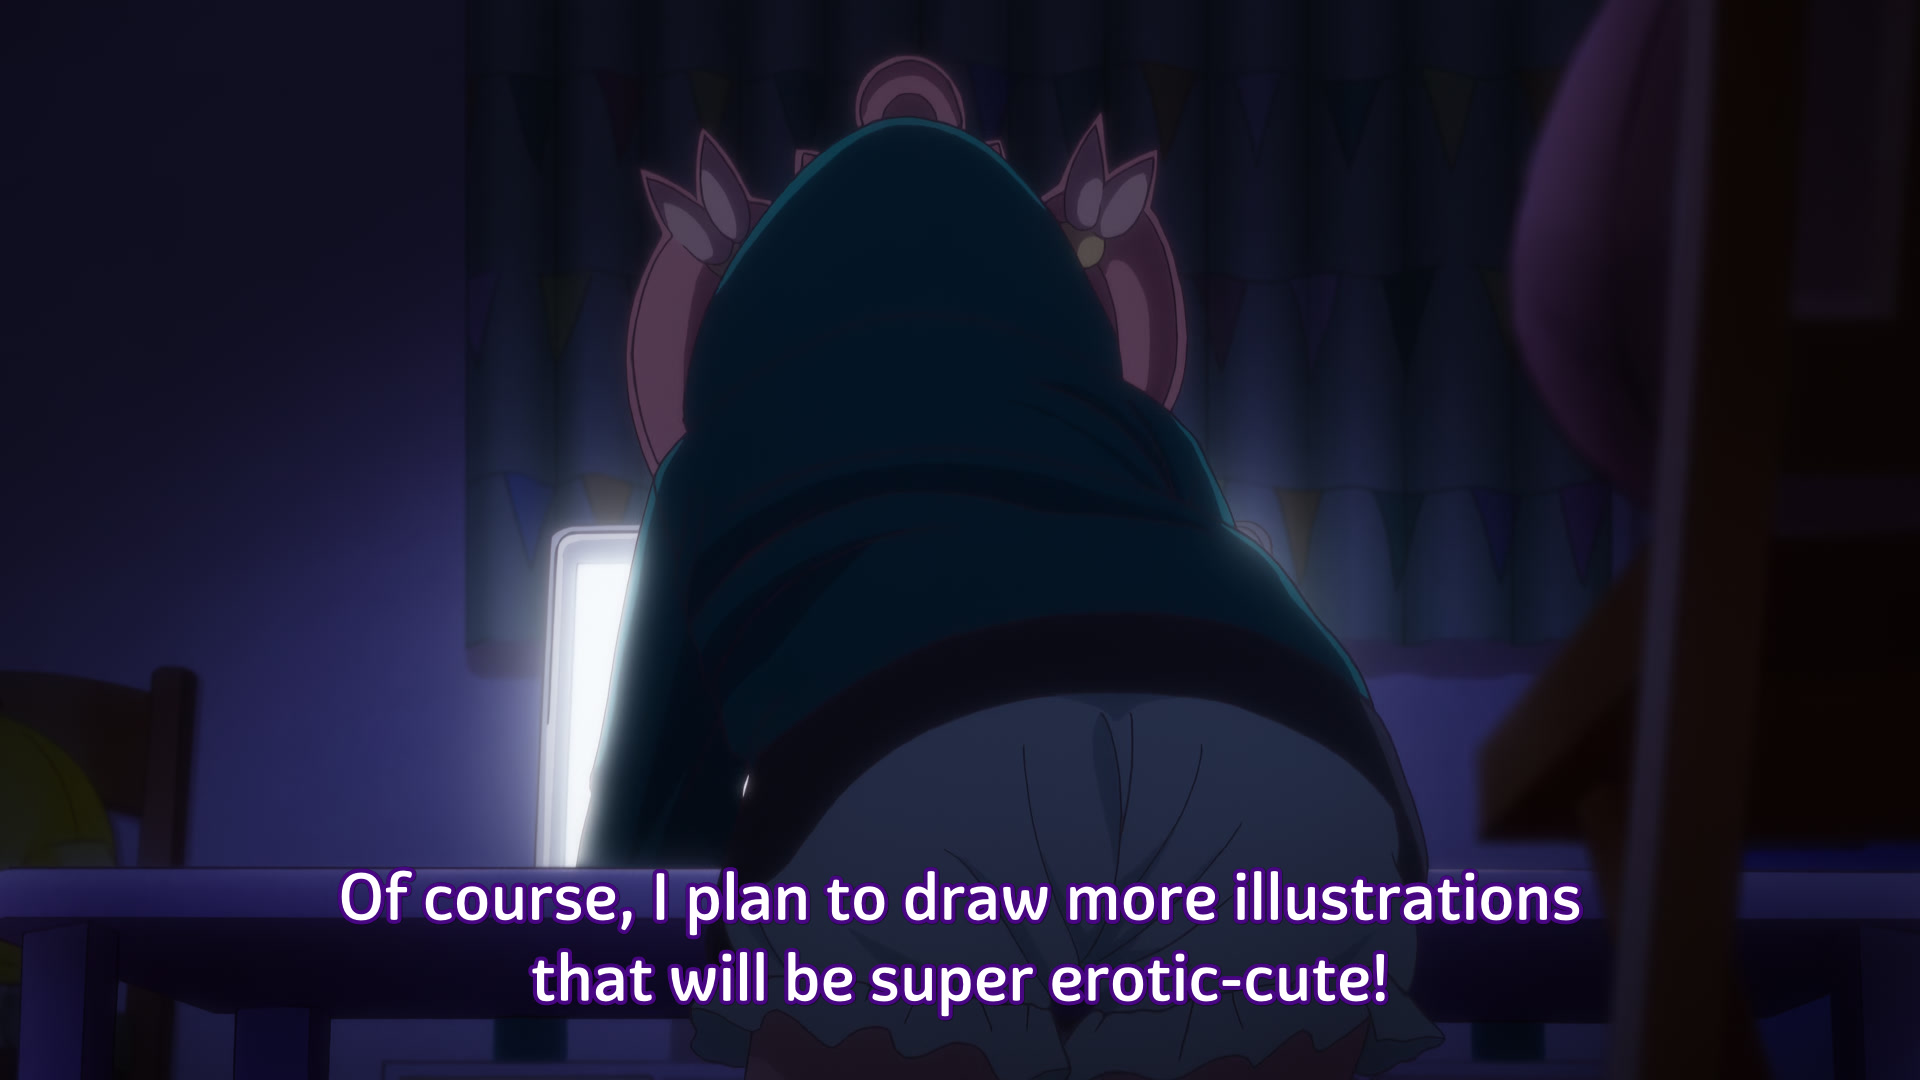 Of course, I plan to draw more illustrations
that will be super erotic-cute!